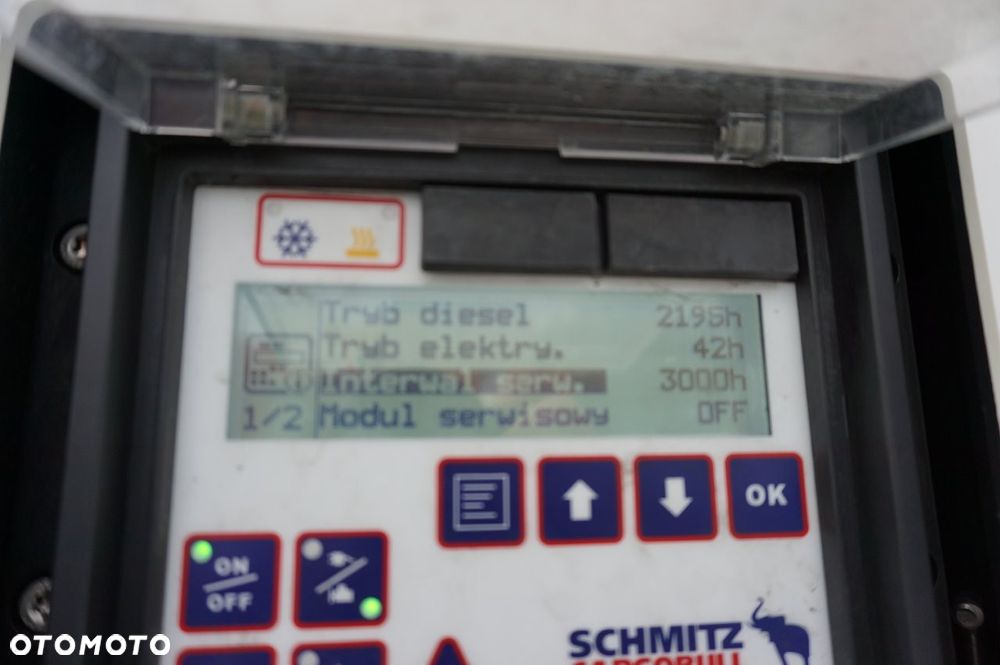 Tryb diesel 2195h
Tryb elektry. 42h
Interwal serw. 3000h
1/2 Modul serwisowy OFF
OK
ON
OFF
SCHMITZ
CARGOBULL
OTOMOTO